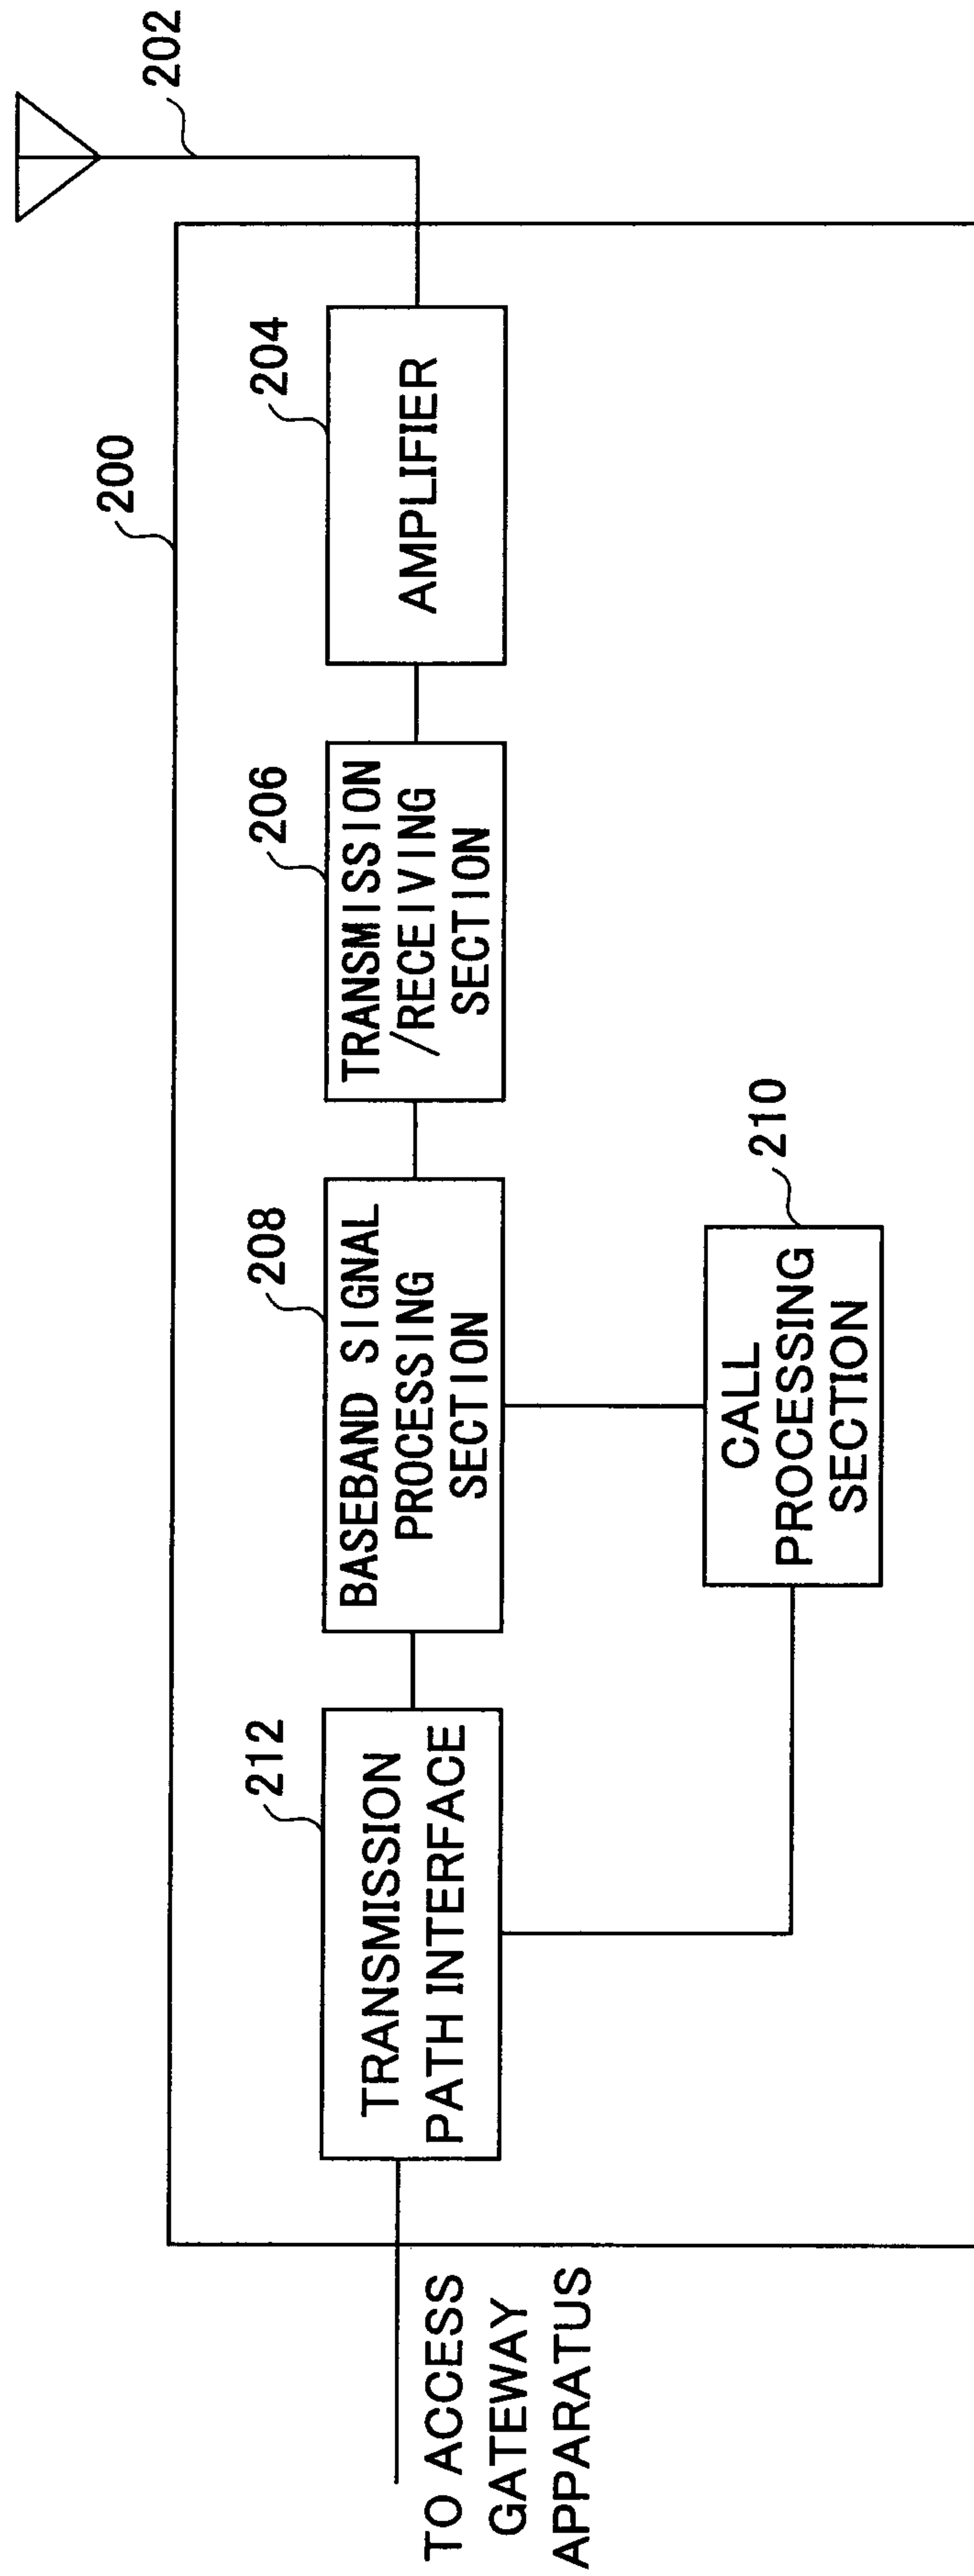 202
200
204
AMPLIFIER
206
TRANSMISSION
/RECEIVING
SECTION
208
BASEBAND SIGNAL
PROCESSING
SECTION
210
CALL
PROCESSING
SECTION
212
TRANSMISSION
PATH INTERFACE
TO ACCESS
GATEWAY
APPARATUS